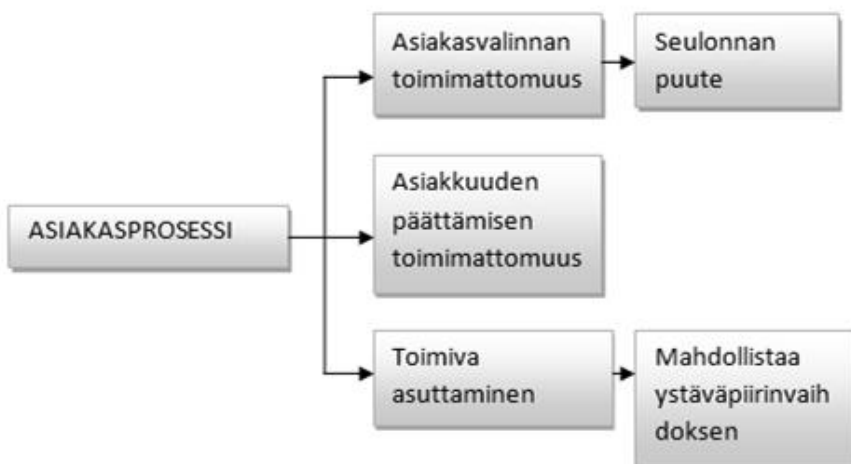 Asiakasvalinnan
toimimattomuus
Seulonnan
puute
ASIAKASPROSESSI
Asiakkuuden
päättämisen
toimimattomuus
Toimiva
asuttaminen
Mahdollistaa
ystäväpiirinvaih
doksen